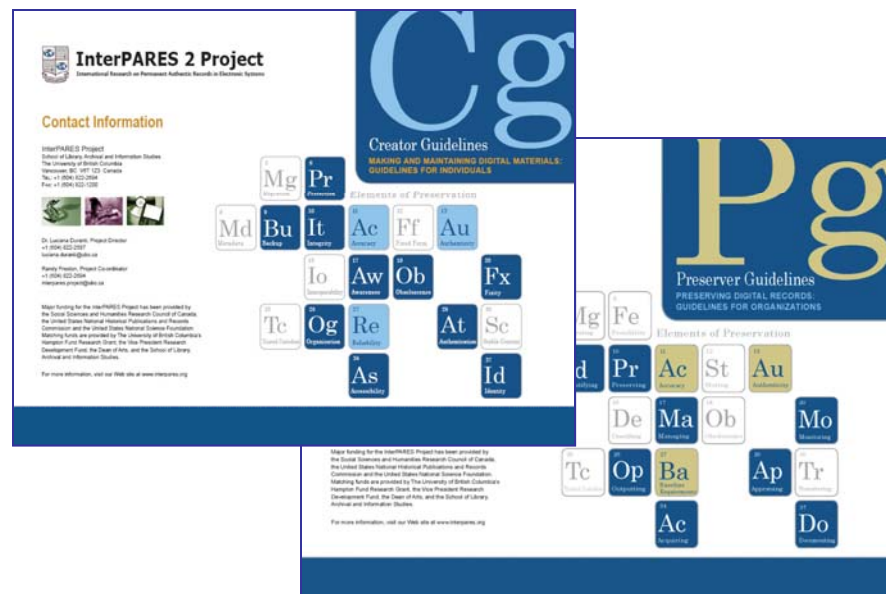 InterPARES 2 Project
International Research on Permanent Authentic Records in Electronic Systems
Contact Information
InterPARES Project
School of Library, Archival and Information Studies
The University of British Columbia
Vancouver, BC V6T 1Z3 Canada
Dr. Luciana Duranti, Project Director
+1 (604) 822-2587
luciana.duranti@ubc.ca
Randy Preston, Project Co-ordinator
+1 (604) 822-2694
interpares.project@ubc.ca
Major funding for the InterPARES Project has been provided by
the Social Sciences and Humanities Research Council of Canada,
the United States National Historical Publications and Records
Commission and the United States National Science Foundation.
Matching funds are provided by The University of British Columbia's
Hampton Fund Research Grant, the Vice President Research
Development Fund, the Dean of Arts, and the School of Library,
Archival and Information Studies.
For more information, visit our Web site at www.interpares.org
Cg
Creator Guidelines
MAKING AND MAINTAINING DIGITAL MATERIALS:
GUIDELINES FOR INDIVIDUALS
Elements of Preservation
Mg Pr
Md Bu It Ac Ff Au
Metadata Backup Integrity Accuracy Fixed Form Authenticity
Io Aw Ob Fx
Interoperability Awareness Obsolescence Fixity
Tc Og Re At Sc
Organization Reliability Authentication
As Id
Accessibility Identity
Pg
Preserver Guidelines
PRESERVING DIGITAL RECORDS:
GUIDELINES FOR ORGANIZATIONS
Elements of Preservation
Mg Fe
d Pr Ac St Au
Preserving Accuracy Authenticity
De Ma Ob Mo
Managing Obsolescence Monitoring
Tc Op Ba Ap Tr
Outputting Baseline Requirements Appraising
Ac Do
Acquiring Documenting
Major funding for the InterPARES Project has been provided by
the Social Sciences and Humanities Research Council of Canada,
the United States National Historical Publications and Records
Commission and the United States National Science Foundation.
Matching funds are provided by The University of British Columbia's
Hampton Fund Research Grant, the Vice President Research
Development Fund, the Dean of Arts, and the School of Library,
Archival and Information Studies.
For more information, visit our Web site at www.interpares.org